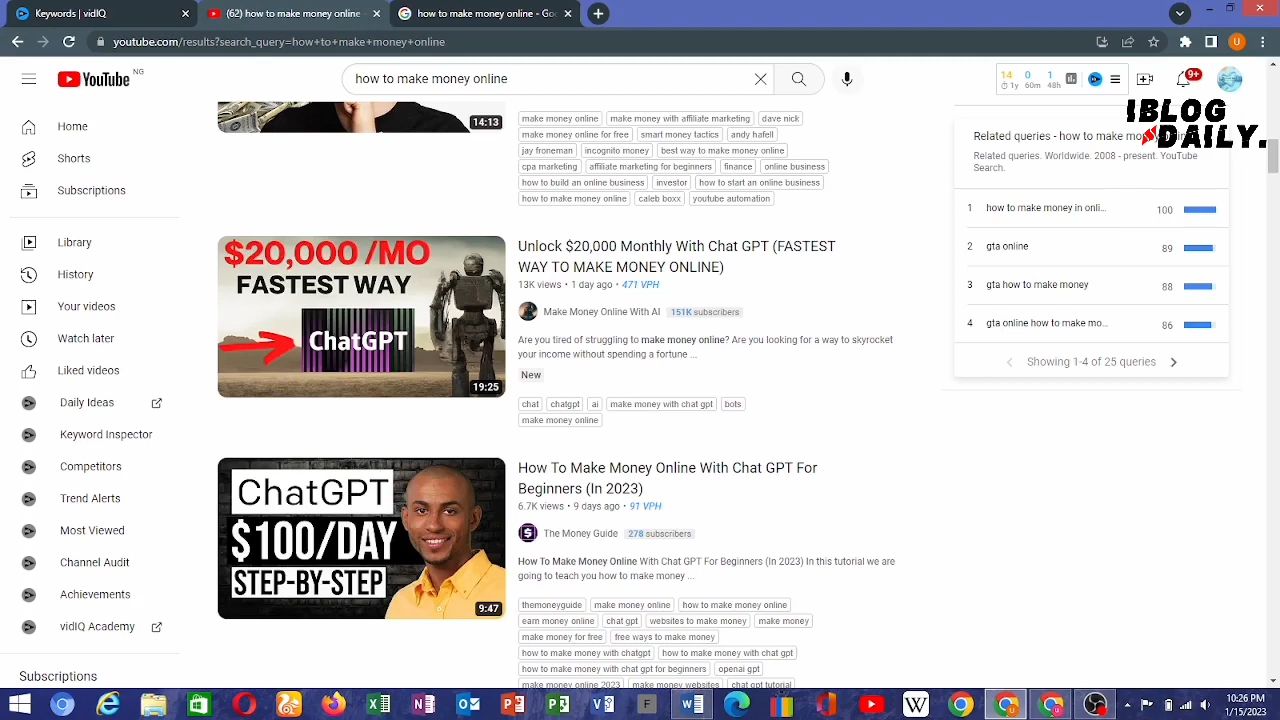 Keywords | vidIQ
(32) how to make money online
how to make money online - Go
youtube.com/results?search_query=how+to+make+money+online
U
YouTube NG
how to make money online
14 0 1
1y 60m 48h
9+
IBLOG
DAILY.
Home
Shorts
Subscriptions
Library
History
Your videos
Watch later
Liked videos
Daily Ideas
Keyword Inspector
Competitors
Trend Alerts
Most Viewed
Channel Audit
Achievements
vidIQ Academy
Subscriptions
14:13
make money online make money with affiliate marketing dave nick
make money online for free smart money tactics andy hafell
jay froneman incognito money best way to make money online
cpa marketing affiliate marketing for beginners finance online business
how to build an online business investor how to start an online business
how to make money online caleb boxx youtube automation
$20,000 /MO
FASTEST WAY
ChatGPT
19:25
Unlock $20,000 Monthly With Chat GPT (FASTEST
WAY TO MAKE MONEY ONLINE)
13K views • 1 day ago • 471 VPH
Make Money Online With AI 151K subscribers
Are you tired of struggling to make money online? Are you looking for a way to skyrocket
your income without spending a fortune ...
New
chat chatgpt ai make money with chat gpt bots
make money online
ChatGPT
$100/DAY
STEP-BY-STEP
9:47
How To Make Money Online With Chat GPT For
Beginners (In 2023)
6.7K views • 9 days ago • 91 VPH
The Money Guide 278 subscribers
How To Make Money Online With Chat GPT For Beginners (In 2023) In this tutorial we are
going to teach you how to make money ...
themoneyguide make money online how to make money online
earn money online chat gpt websites to make money make money
make money for free free ways to make money
how to make money with chatgpt how to make money with chat gpt
how to make money with chat gpt for beginners openai gpt
make money online 2023 make money websites chat gpt tutorial
Related queries - how to make mo
Related queries. Worldwide. 2008 - present. YouTube
Search.
1 how to make money in onli... 100
2 gta online 89
3 gta how to make money 88
4 gta online how to make mo... 86
Showing 1-4 of 25 queries
10:26 PM
1/15/2023